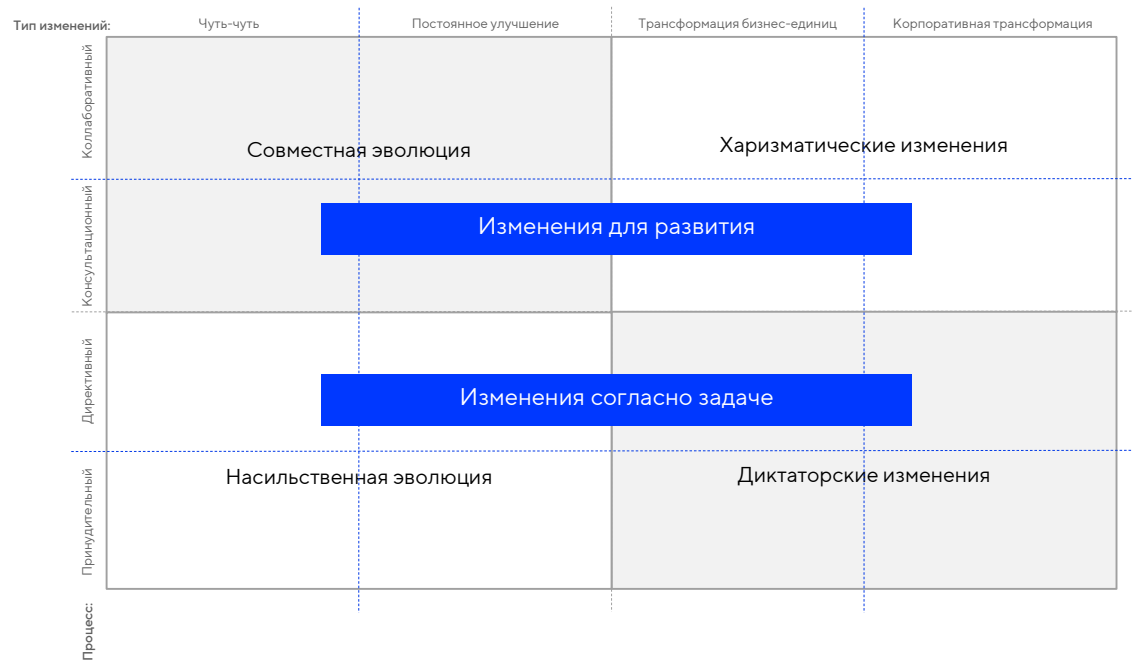 Тип изменений:
Чуть-чуть
Постоянное улучшение
Трансформация бизнес-единиц
Корпоративная трансформация
Коллаборативный
Совместная эволюция
Харизматические изменения
Консультационный
Изменения для развития
Директивный
Изменения согласно задаче
Принудительный
Насильственная эволюция
Диктаторские изменения
Процесс: